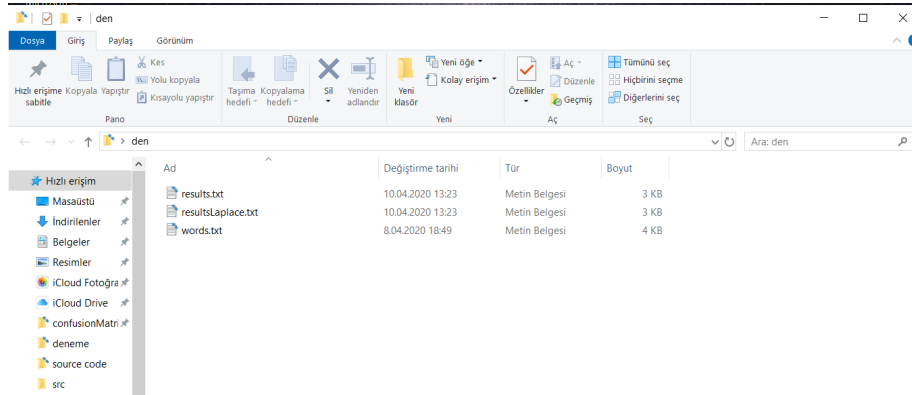 den
Dosya Giriş Paylaş Görünüm
Hızlı erişime sabitle
Kopyala
Yapıştır
Kes
Yolu kopyala
Kısayolu yapıştır
Pano
Taşıma hedefi
Kopyalama hedefi
Sil
Yeniden adlandır
Düzenle
Yeni klasör
Yeni öğe
Kolay erişim
Yeni
Özellikler
Aç
Düzenle
Geçmiş
Aç
Tümünü seç
Hiçbirini seçme
Diğerlerini seç
Seç
den
Ara: den
Ad Değiştirme tarihi Tür Boyut
results.txt 10.04.2020 13:23 Metin Belgesi 3 KB
resultsLaplace.txt 10.04.2020 13:23 Metin Belgesi 3 KB
words.txt 8.04.2020 18:49 Metin Belgesi 4 KB
Hızlı erişim
Masaüstü
İndirilenler
Belgeler
Resimler
iCloud Fotoğra
iCloud Drive
confusionMatri
deneme
source code
src